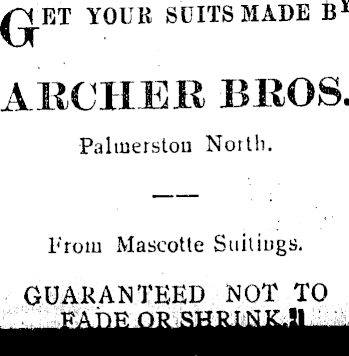 GET YOUR SUITS MADE BY
ARCHER BROS.
Palmerston North.
From Mascotte Suitings.
GUARANTEED NOT TO
FADE OR SHRINK.